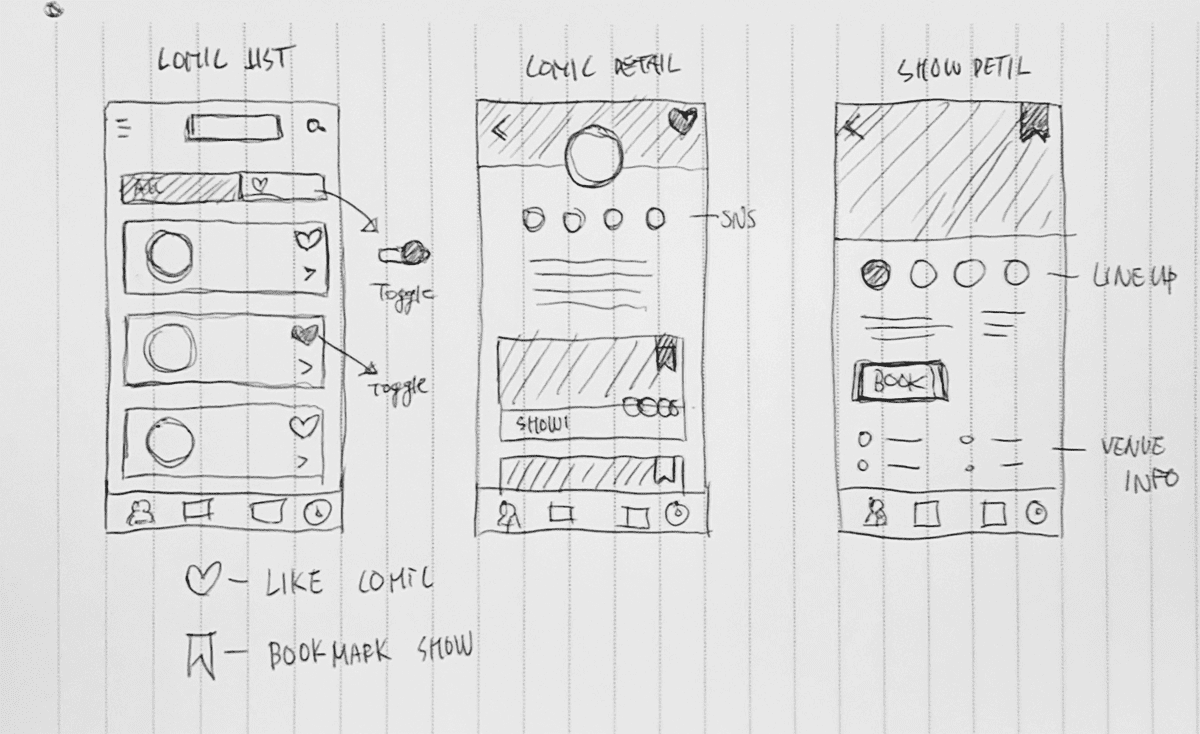 COMIC LIST
COMIC DETAIL
SHOW DETIL
ALL
SNS
Toggle
LINE UP
Toggle
BOOK
SHOW1
VENUE
INFO
LIKE COMIC
BOOKMARK SHOW